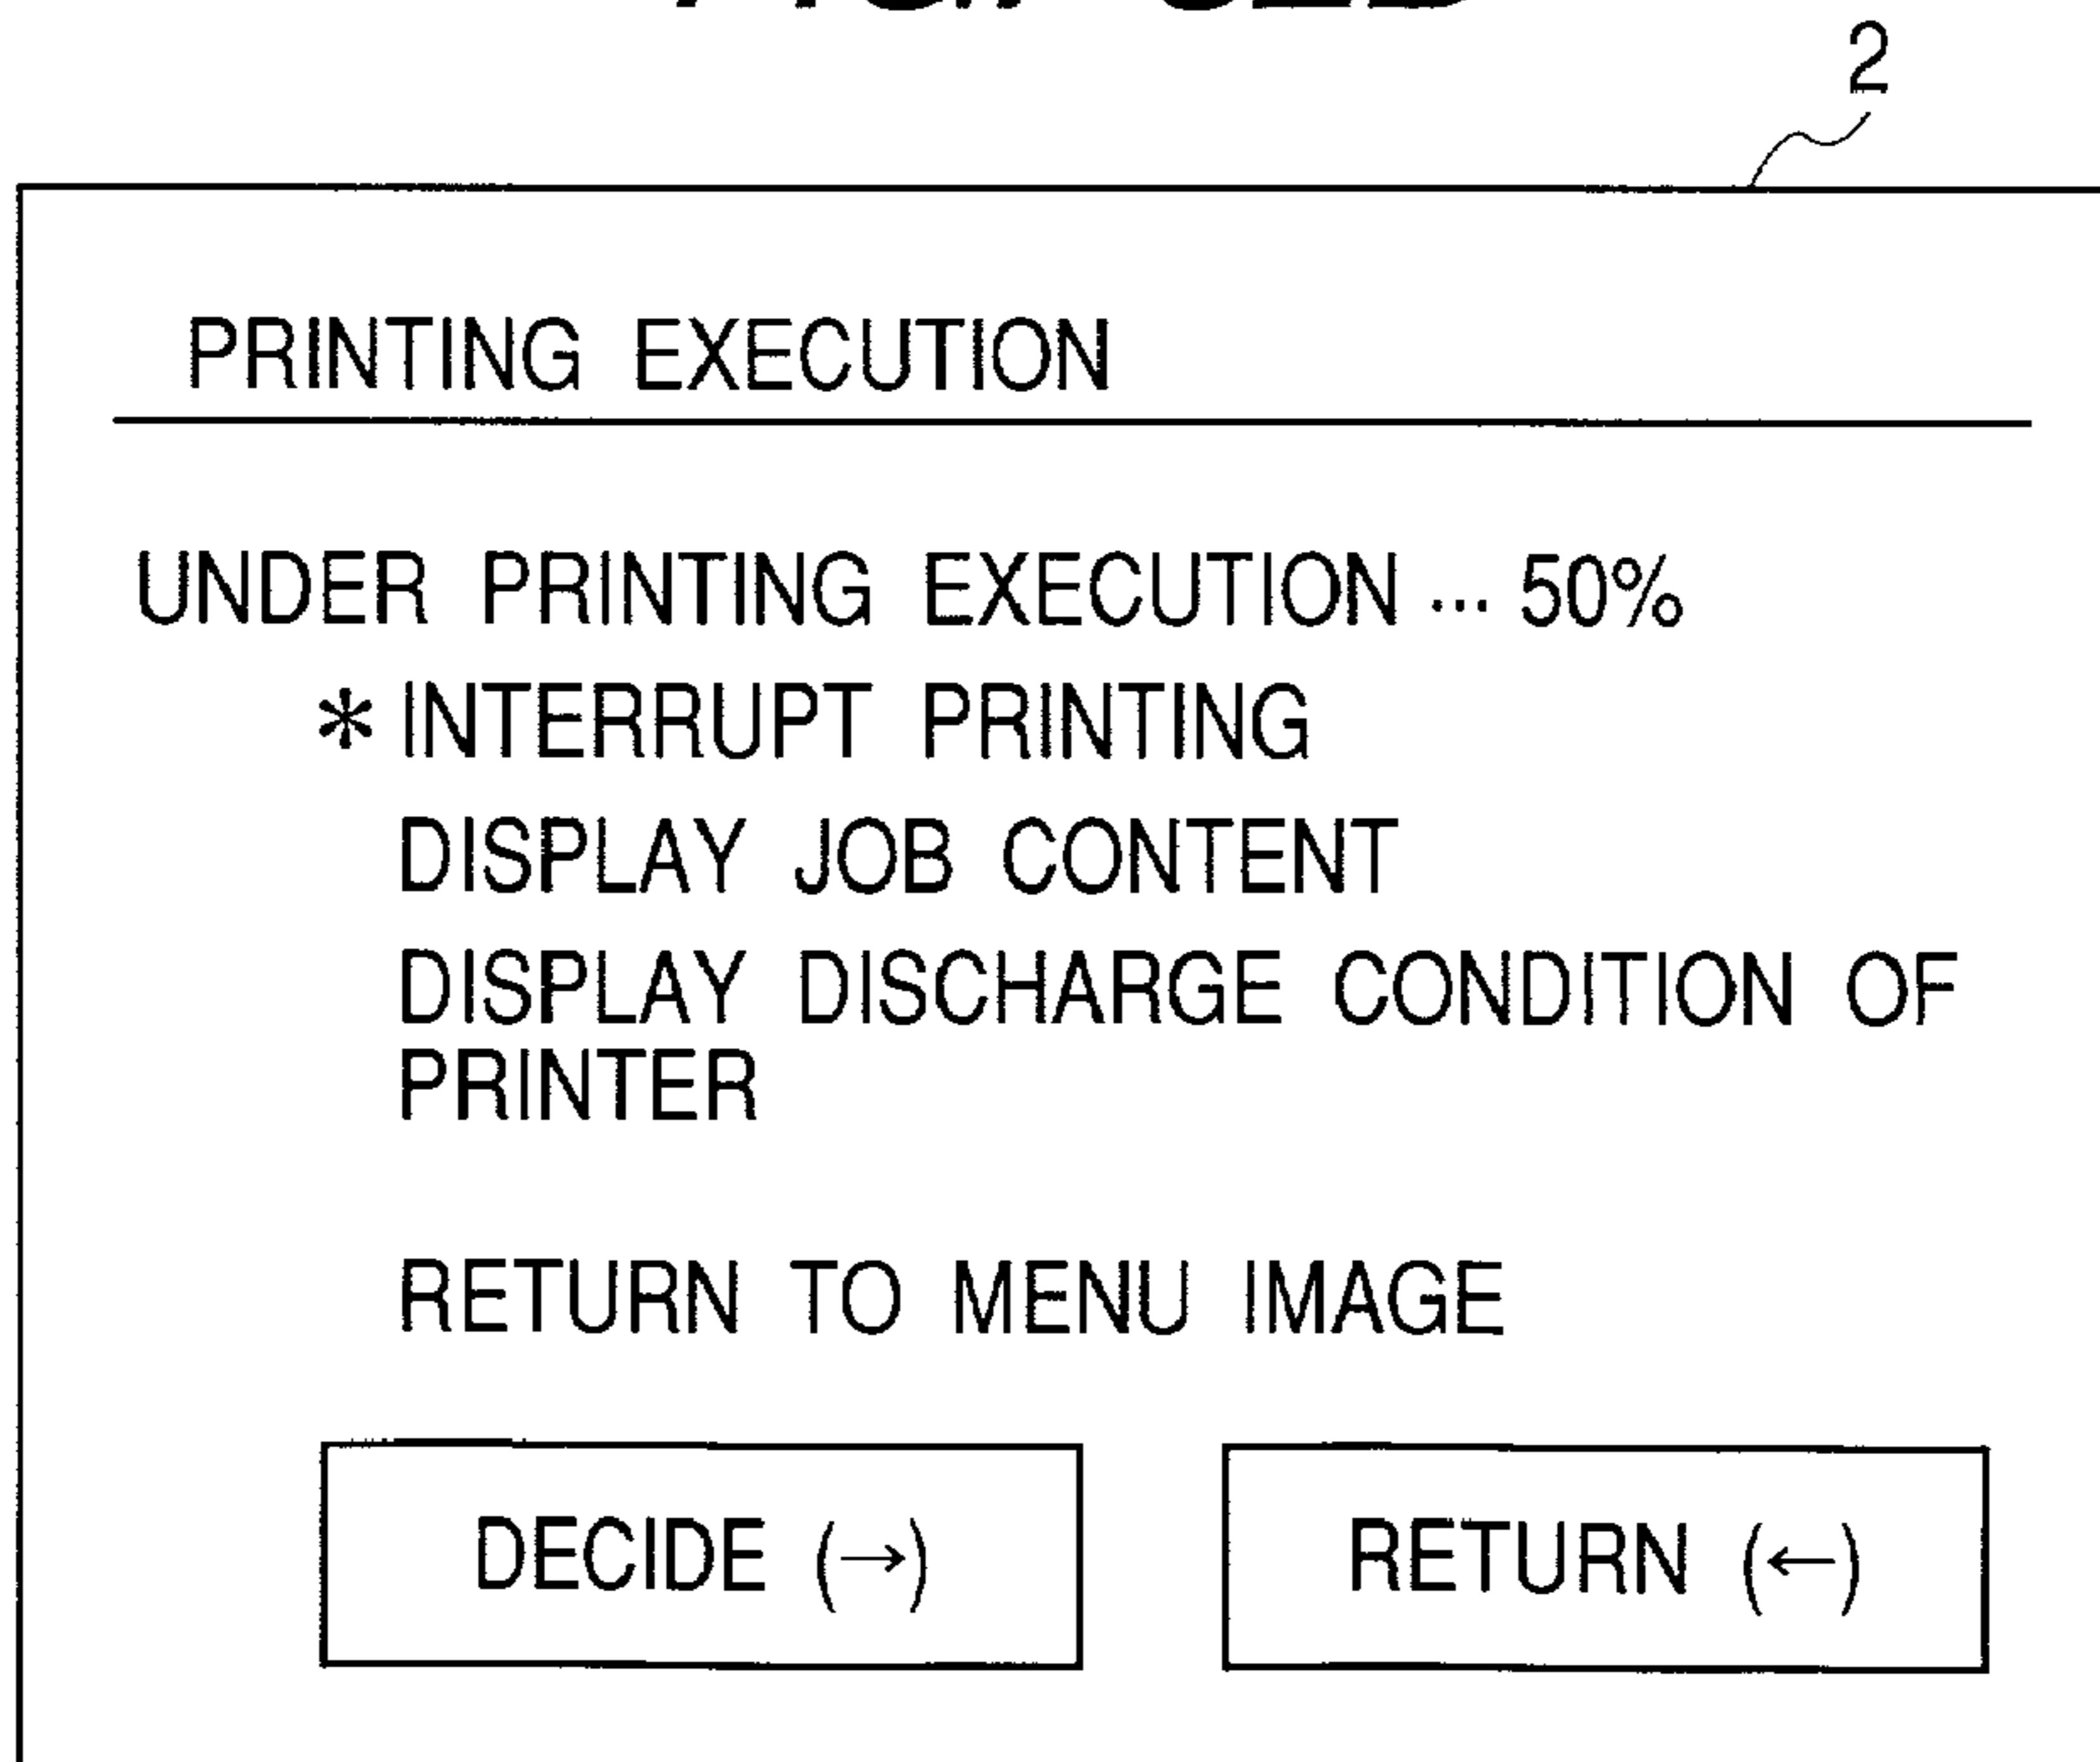 2
PRINTING EXECUTION
UNDER PRINTING EXECUTION ... 50%
* INTERRUPT PRINTING
DISPLAY JOB CONTENT
DISPLAY DISCHARGE CONDITION OF
PRINTER
RETURN TO MENU IMAGE
DECIDE (→)
RETURN (←)